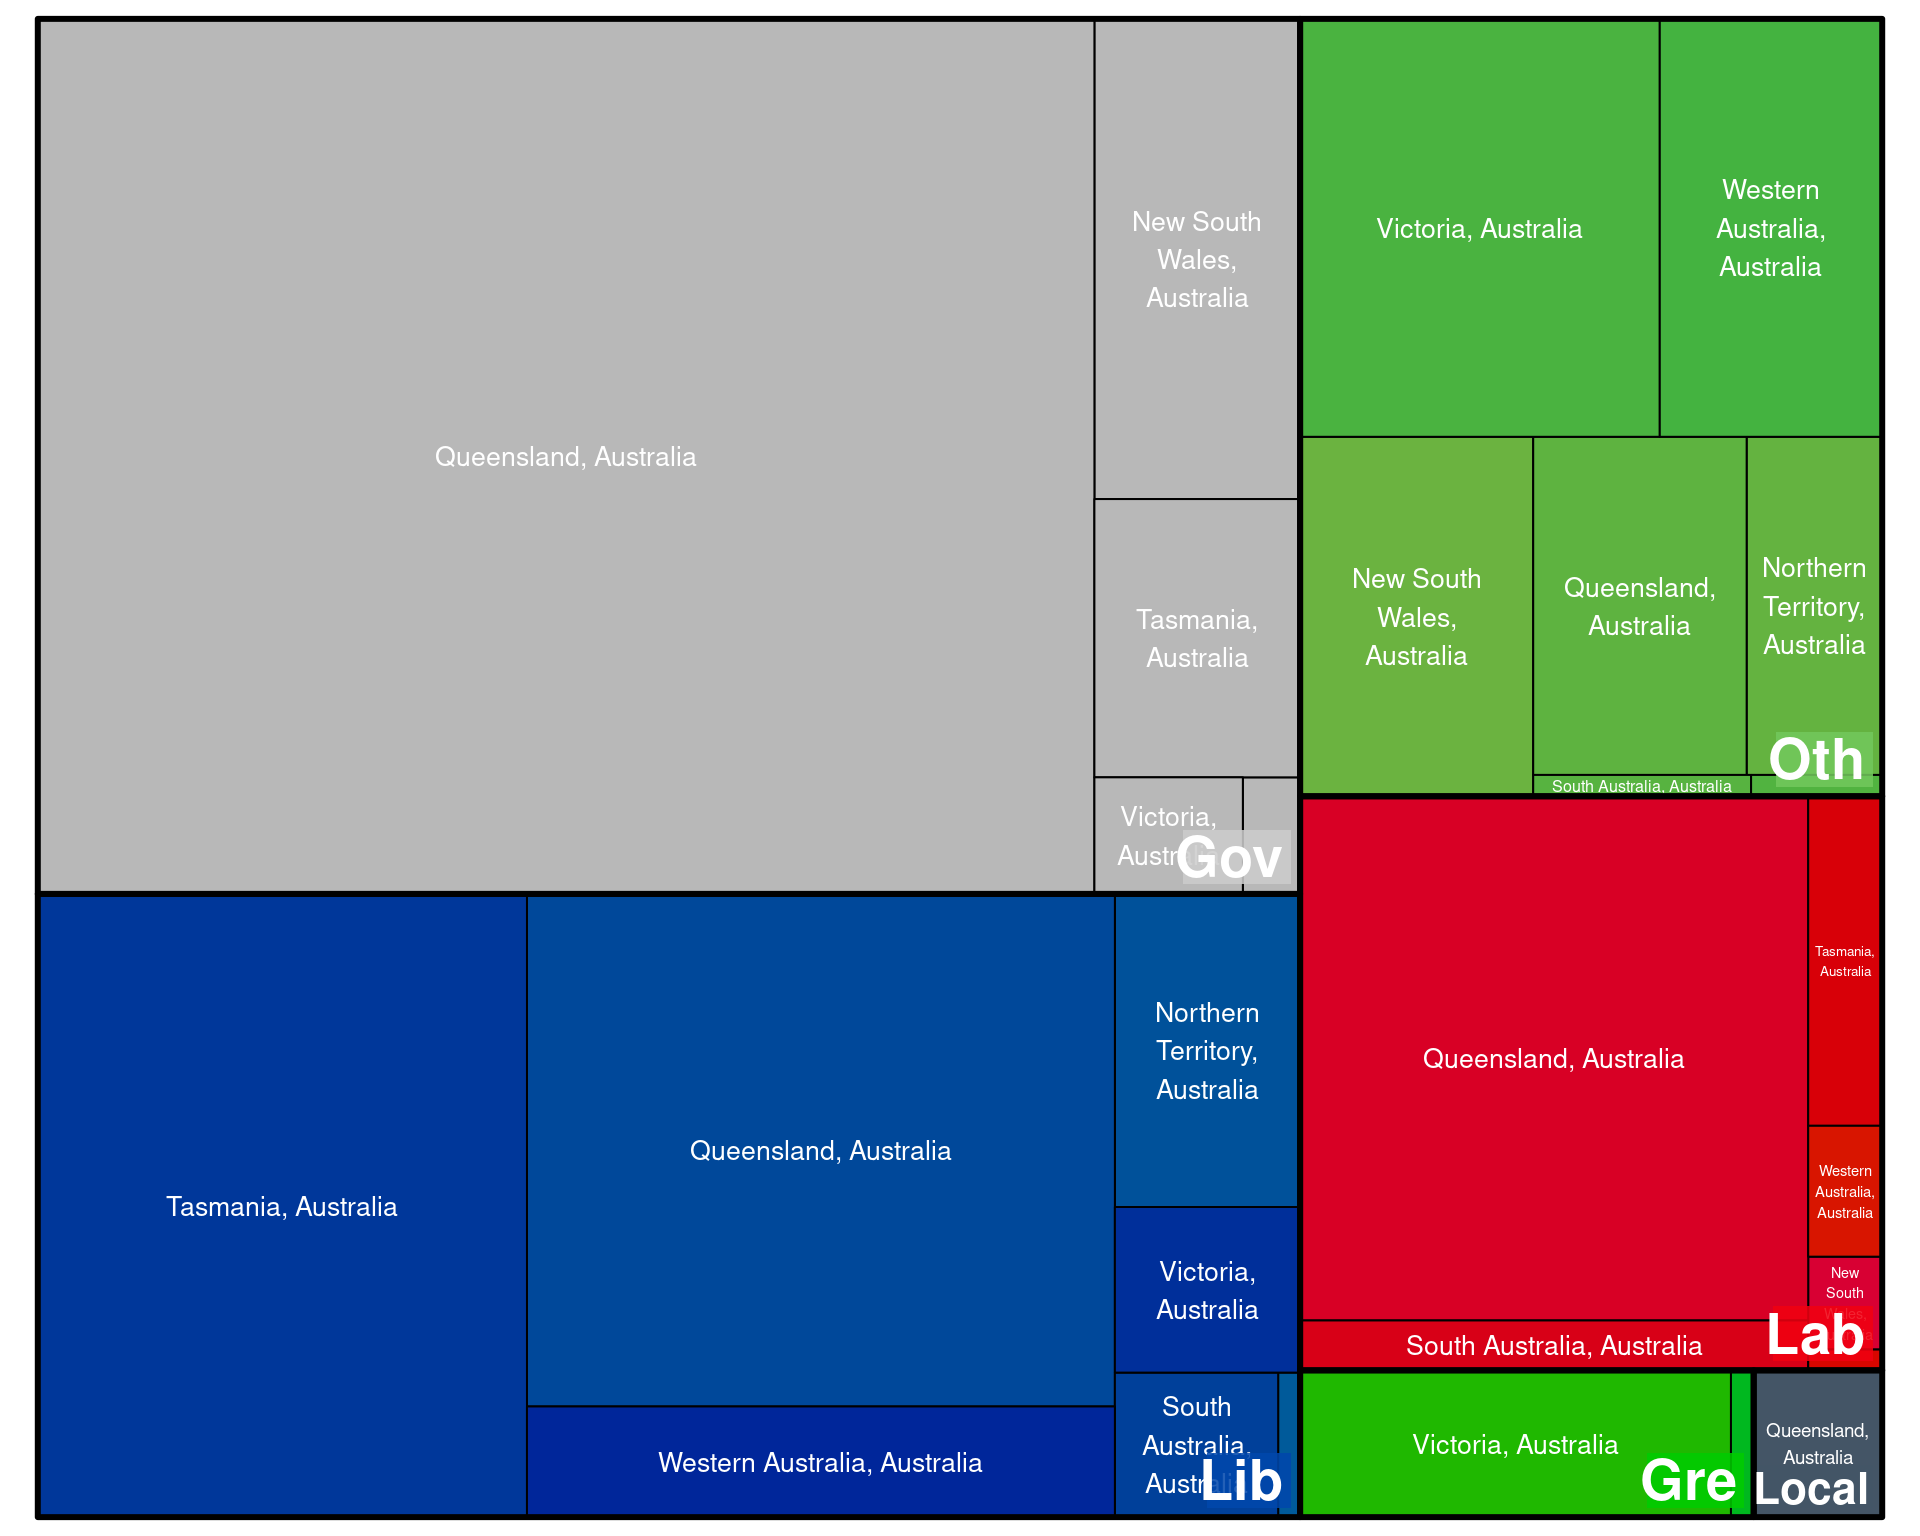 Queensland, Australia
New South
Wales,
Australia
Tasmania,
Australia
Victoria,
Gov
Victoria, Australia
Western
Australia,
Australia
New South
Wales,
Australia
Queensland,
Australia
Northern
Territory,
Australia
South Australia, Australia
Oth
Tasmania, Australia
Queensland, Australia
Western Australia, Australia
Northern
Territory,
Australia
Victoria,
Australia
South
Australia,
Lib
Queensland, Australia
Tasmania,
Australia
Western
Australia,
Australia
New
South
Wales,
South Australia, Australia
Lab
Victoria, Australia
Gre
Queensland,
Australia
Local